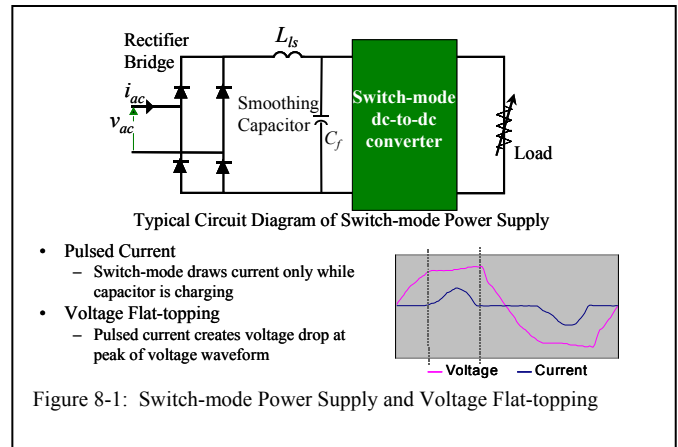 Rectifier
Bridge
L_ls
i_ac
v_ac
Smoothing
Capacitor
C_f
Switch-mode
dc-to-dc
converter
Load
Typical Circuit Diagram of Switch-mode Power Supply
• Pulsed Current
– Switch-mode draws current only while
capacitor is charging
• Voltage Flat-topping
– Pulsed current creates voltage drop at
peak of voltage waveform
Voltage Current
Figure 8-1: Switch-mode Power Supply and Voltage Flat-topping